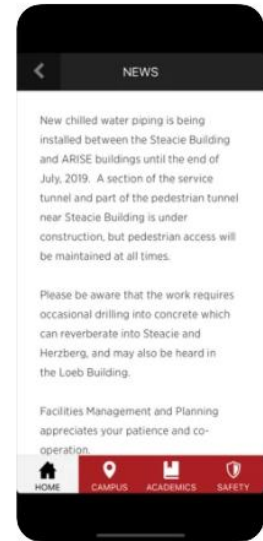 NEWS
New chilled water piping is being
installed between the Steacie Building
and ARISE buildings until the end of
July, 2019. A section of the service
tunnel and part of the pedestrian tunnel
near Steacie Building is under
construction, but pedestrian access will
be maintained at all times.
Please be aware that the work requires
occasional drilling into concrete which
can reverberate into Steacie and
Herzberg, and may also be heard in
the Loeb Building.
Facilities Management and Planning
appreciates your patience and co-
operation.
HOME CAMPUS ACADEMICS SAFETY